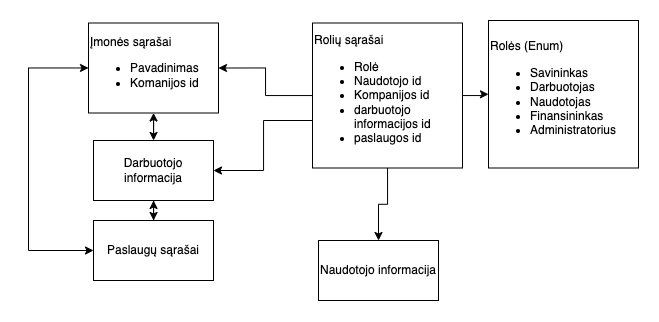 Įmonės sąrašai
Pavadinimas
Komanijos id
Darbuotojo
informacija
Paslaugų sąrašai
Rolių sąrašai
Rolė
Naudotojo id
Kompanijos id
darbuotojo
informacijos id
paslaugos id
Naudotojo informacija
Rolės (Enum)
Savininkas
Darbuotojas
Naudotojas
Finansininkas
Administratorius